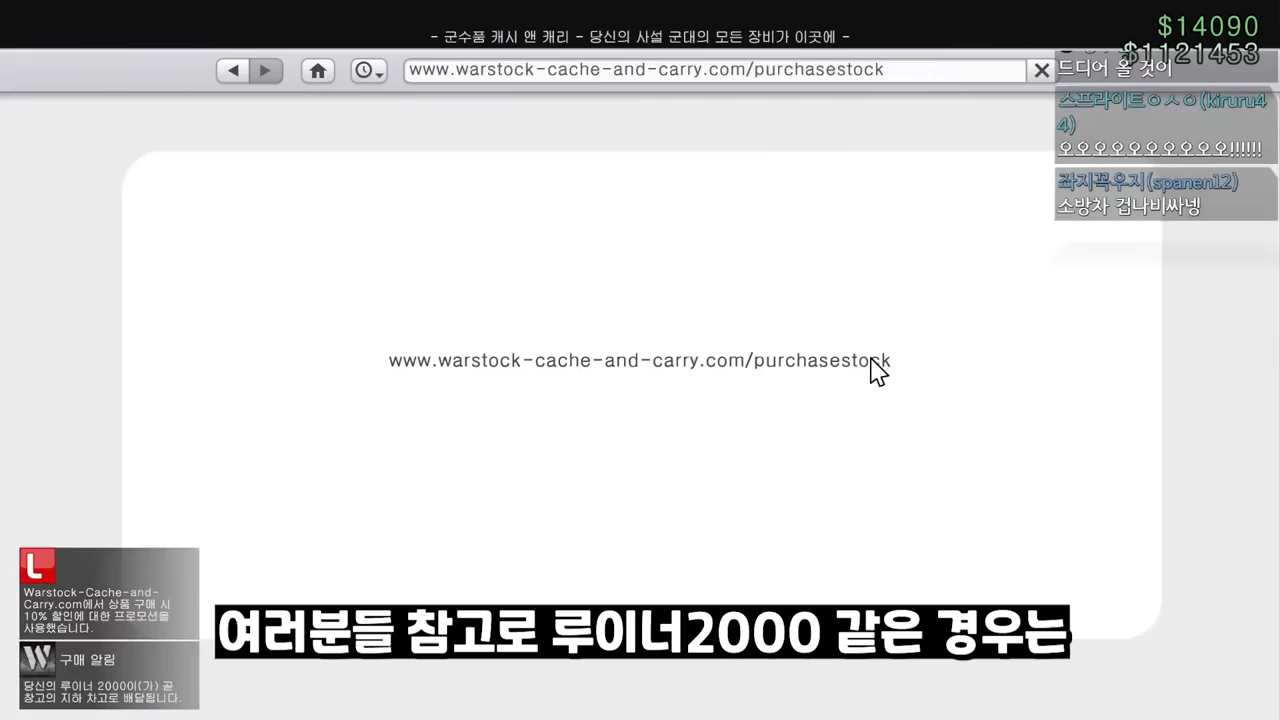 - 군수품 캐시 앤 캐리 - 당신의 사설 군대의 모든 장비가 이곳에 -
$14090
$1121453
www.warstock-cache-and-carry.com/purchasestock
드디어 올 것이
스프라이트ㅇㅅㅇ(kiruru4
4)
오오오오오오오오오오!!!!!!
좌지꼭우지(spanen12)
소방차 겁나비싸넹
www.warstock-cache-and-carry.com/purchasestock
L
Warstock-Cache-and-
Carry.com에서 상품 구매 시
10% 할인에 대한 프로모션을
사용했습니다.
W 구매 알림
당신의 루이너 2000이(가) 곧
창고의 지하 차고로 배달됩니다.
여러분들 참고로 루이너2000 같은 경우는